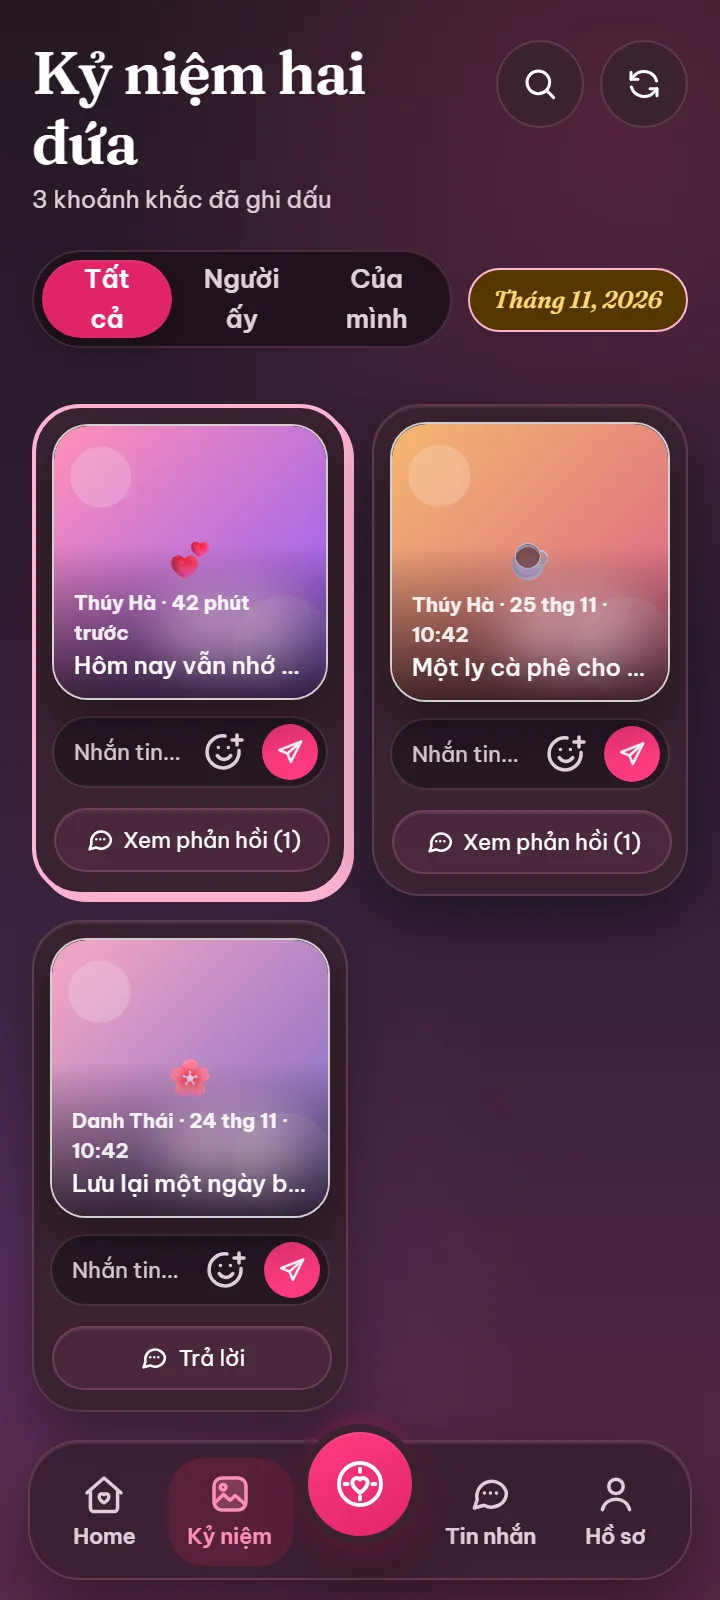 Kỷ niệm hai
đứa
3 khoảnh khắc đã ghi dấu
Tất
cả
Người
ấy
Của
mình
Tháng 11, 2026
Thúy Hà · 42 phút
trước
Hôm nay vẫn nhớ ...
Nhắn tin...
Xem phản hồi (1)
Thúy Hà · 25 thg 11 ·
10:42
Một ly cà phê cho ...
Nhắn tin...
Xem phản hồi (1)
Danh Thái · 24 thg 11 ·
10:42
Lưu lại một ngày b...
Nhắn tin...
Trả lời
Home
Kỷ niệm
Tin nhắn
Hồ sơ